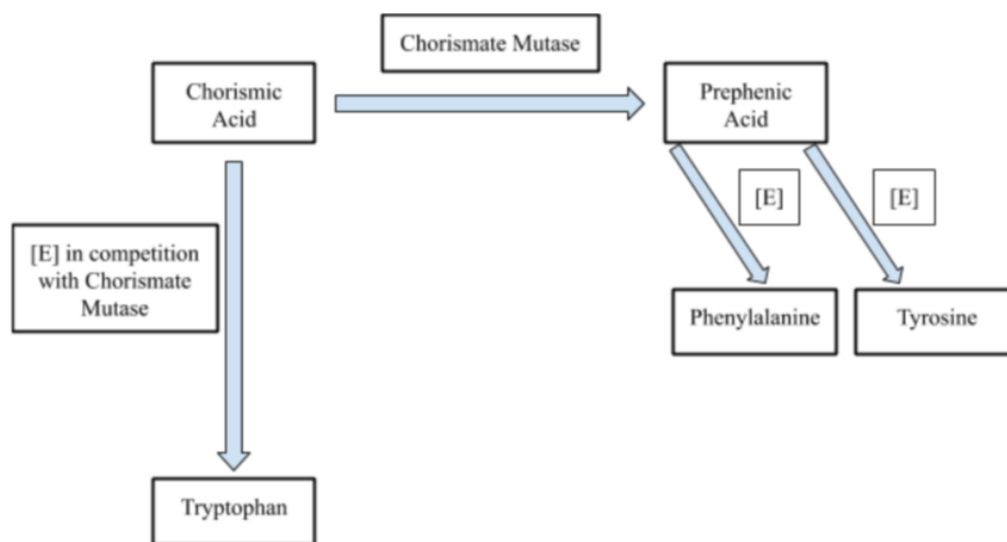 Chorismate Mutase
Chorismic
Acid
Prephenic
Acid
[E]
[E]
[E] in competition
with Chorismate
Mutase
Phenylalanine
Tyrosine
Tryptophan